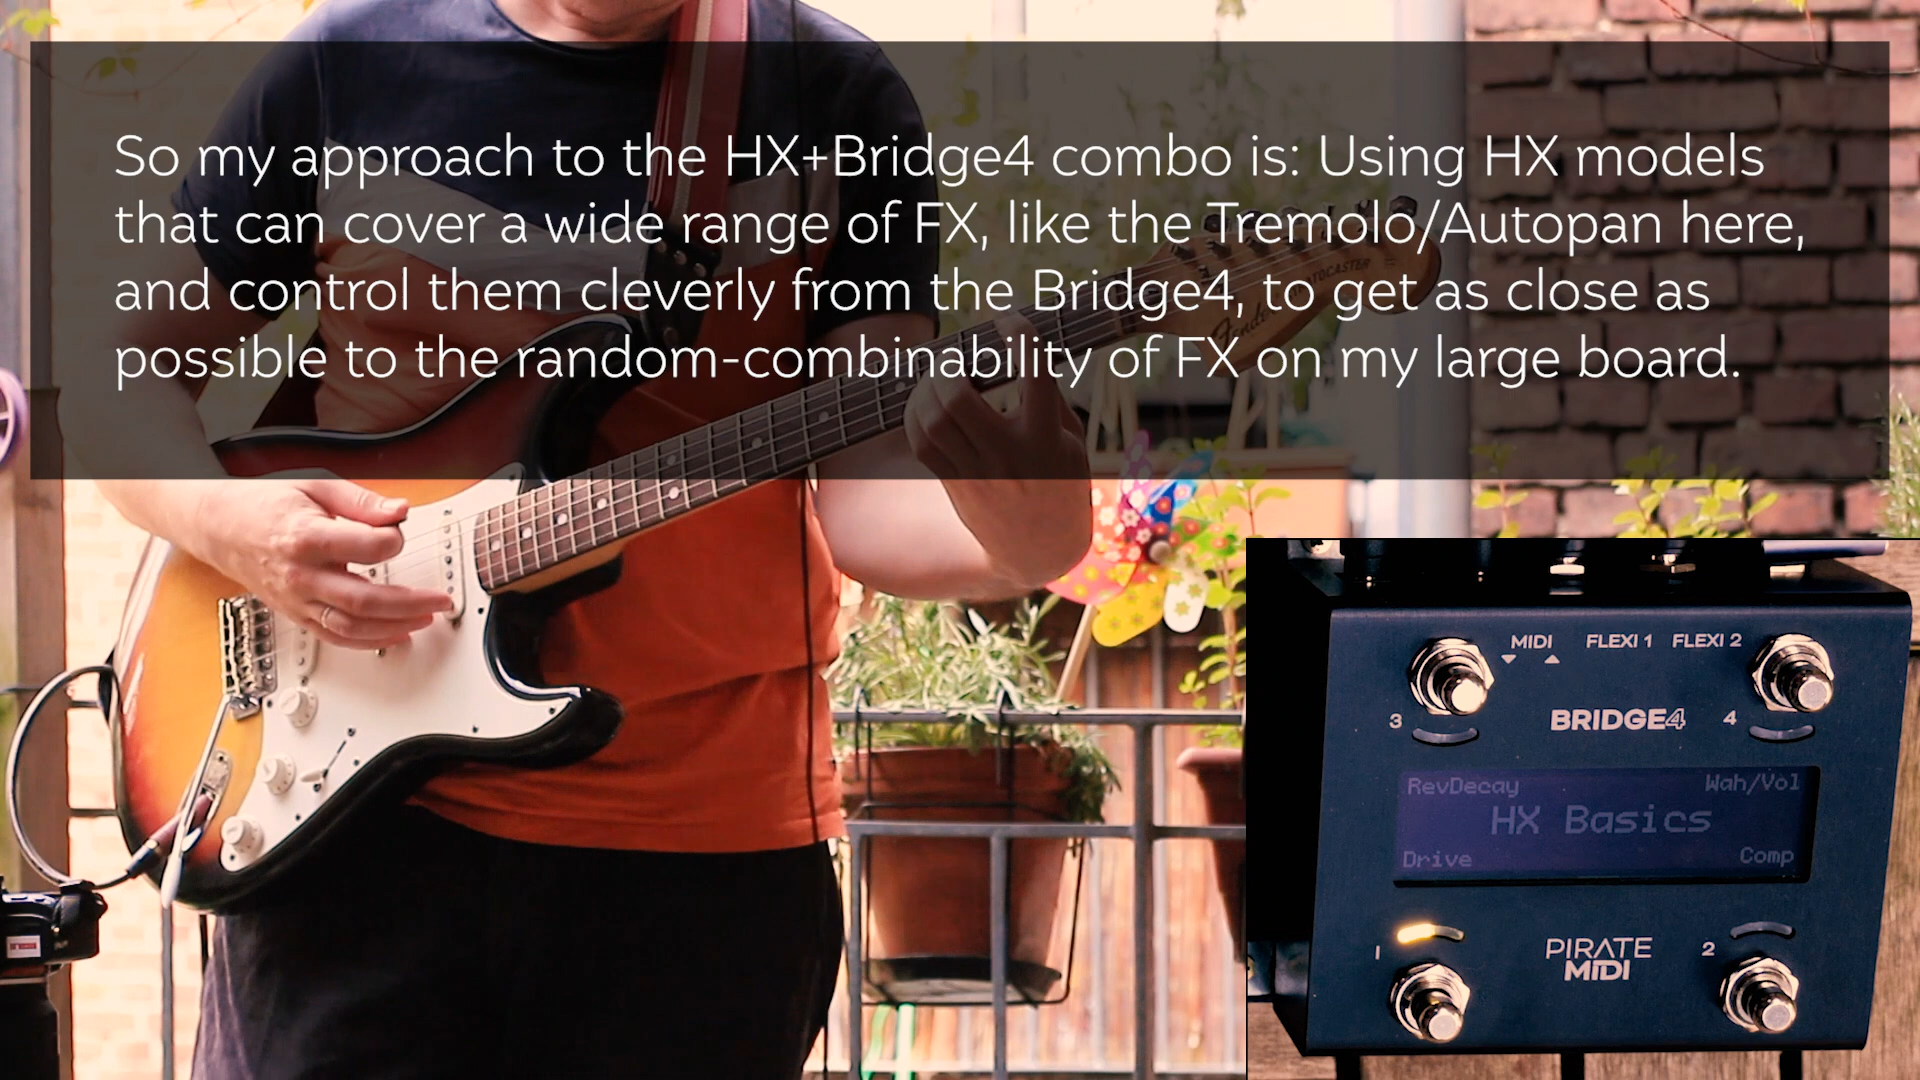 So my approach to the HX+Bridge4 combo is: Using HX models
that can cover a wide range of FX, like the Tremolo/Autopan here,
and control them cleverly from the Bridge4, to get as close as
possible to the random-combinability of FX on my large board.
Fender STRATOCASTER
MIDI FLEXI 1 FLEXI 2
3 BRIDGE4 4
RevDecay Wah/Vol
HX Basics
Drive Comp
1 PIRATE 2
MIDI